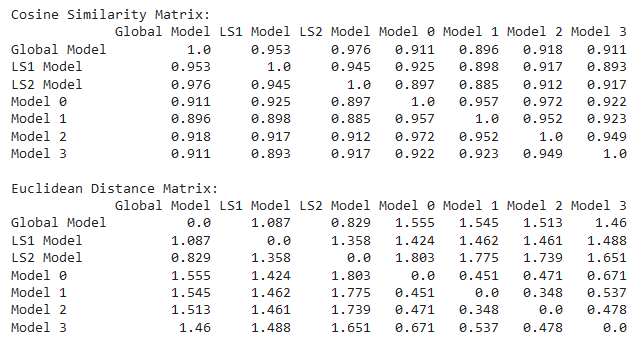 Cosine Similarity Matrix:
Global Model LS1 Model LS2 Model Model 0 Model 1 Model 2 Model 3
Global Model 1.0 0.953 0.976 0.911 0.896 0.918 0.911
LS1 Model 0.953 1.0 0.945 0.925 0.898 0.917 0.893
LS2 Model 0.976 0.945 1.0 0.897 0.885 0.912 0.917
Model 0 0.911 0.925 0.897 1.0 0.957 0.972 0.922
Model 1 0.896 0.898 0.885 0.957 1.0 0.952 0.923
Model 2 0.918 0.917 0.912 0.972 0.952 1.0 0.949
Model 3 0.911 0.893 0.917 0.922 0.923 0.949 1.0
Euclidean Distance Matrix:
Global Model LS1 Model LS2 Model Model 0 Model 1 Model 2 Model 3
Global Model 0.0 1.087 0.829 1.555 1.545 1.513 1.46
LS1 Model 1.087 0.0 1.358 1.424 1.462 1.461 1.488
LS2 Model 0.829 1.358 0.0 1.803 1.775 1.739 1.651
Model 0 1.555 1.424 1.803 0.0 0.451 0.471 0.671
Model 1 1.545 1.462 1.775 0.451 0.0 0.348 0.537
Model 2 1.513 1.461 1.739 0.471 0.348 0.0 0.478
Model 3 1.46 1.488 1.651 0.671 0.537 0.478 0.0